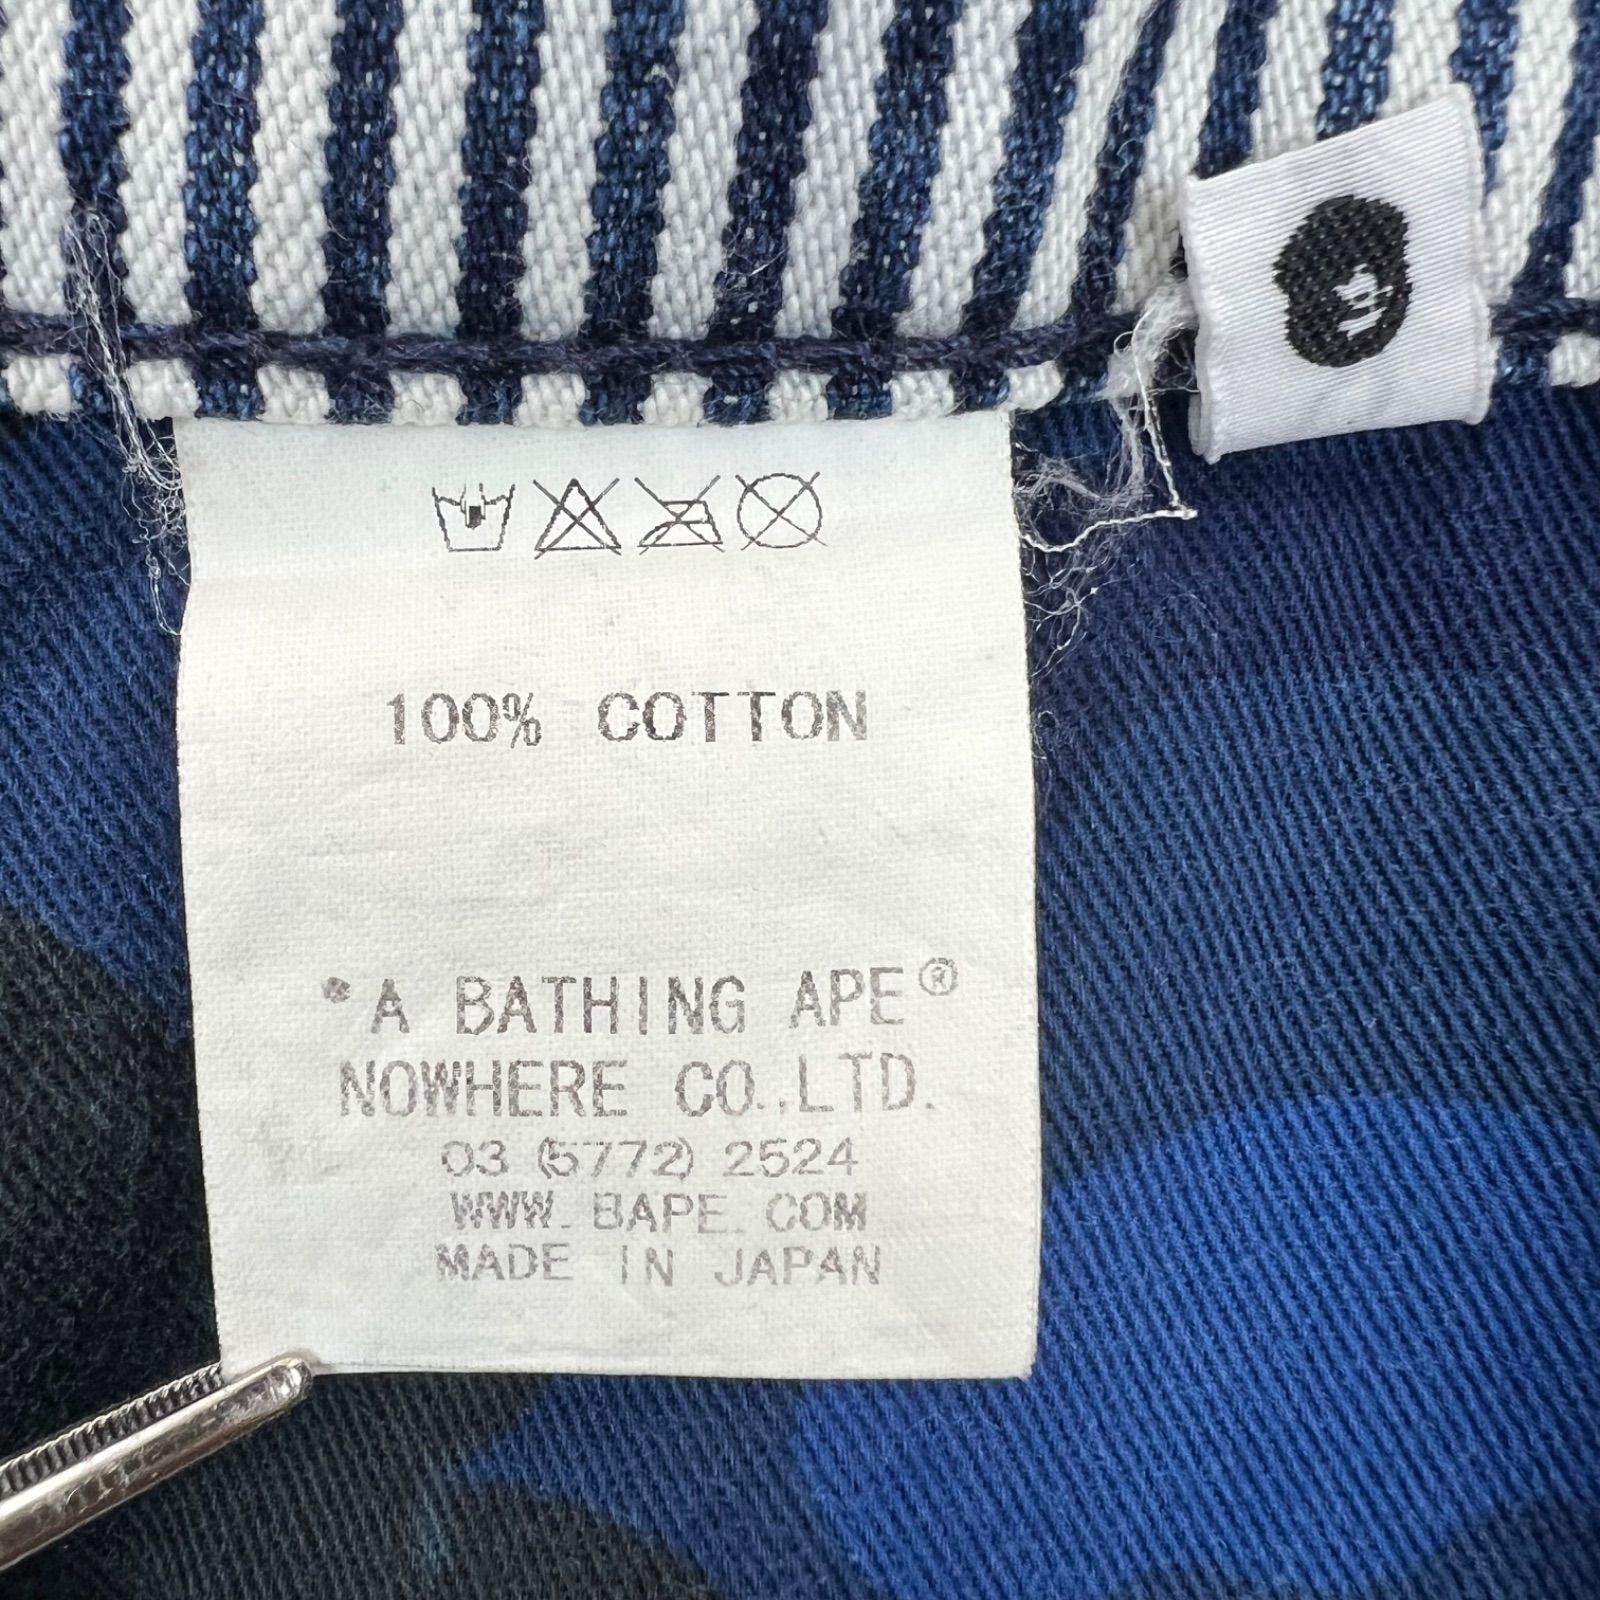 100% COTTON
*A BATHING APE®
NOWHERE CO.,LTD.
03 (5772) 2524
WWW.BAPE.COM
MADE IN JAPAN